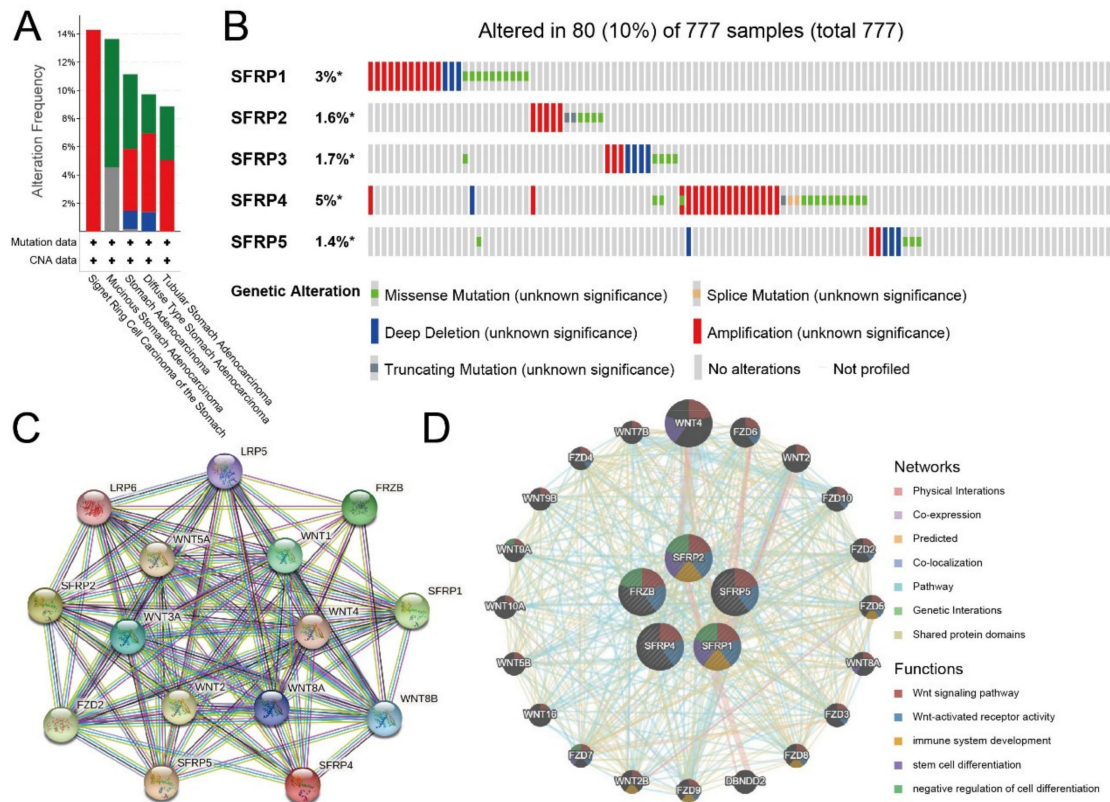 A
14%
12%
10%
8%
6%
4%
2%
Alteration Frequency
Mutation data
CNA data
Signet Ring Cell Carcinoma of the Stomach
Mucinous Stomach Adenocarcinoma
Stomach Adenocarcinoma
Diffuse Type Stomach Adenocarcinoma
Tubular Stomach Adenocarcinoma
B
Altered in 80 (10%) of 777 samples (total 777)
SFRP1 3%*
SFRP2 1.6%*
SFRP3 1.7%*
SFRP4 5%*
SFRP5 1.4%*
Genetic Alteration
Missense Mutation (unknown significance)
Splice Mutation (unknown significance)
Deep Deletion (unknown significance)
Amplification (unknown significance)
Truncating Mutation (unknown significance)
No alterations
Not profiled
C
LRP5
LRP6
FRZB
WNT5A
WNT1
SFRP2
SFRP1
WNT3A
WNT4
WNT2
WNT8A
FZD2
WNT8B
SFRP5
SFRP4
D
WNT4
WNT7B
FZD6
FZD4
WNT2
WNT9B
FZD10
WNT9A
FZD2
SFRP2
FRZB
SFRP5
WNT10A
FZD5
SFRP4
SFRP1
WNT5B
WNT8A
WNT16
FZD3
FZD7
FZD8
WNT2B
FZD9
DBNDD2
Networks
Physical Interations
Co-expression
Predicted
Co-localization
Pathway
Genetic Interations
Shared protein domains
Functions
Wnt signaling pathway
Wnt-activated receptor activity
immune system development
stem cell differentiation
negative regulation of cell differentiation